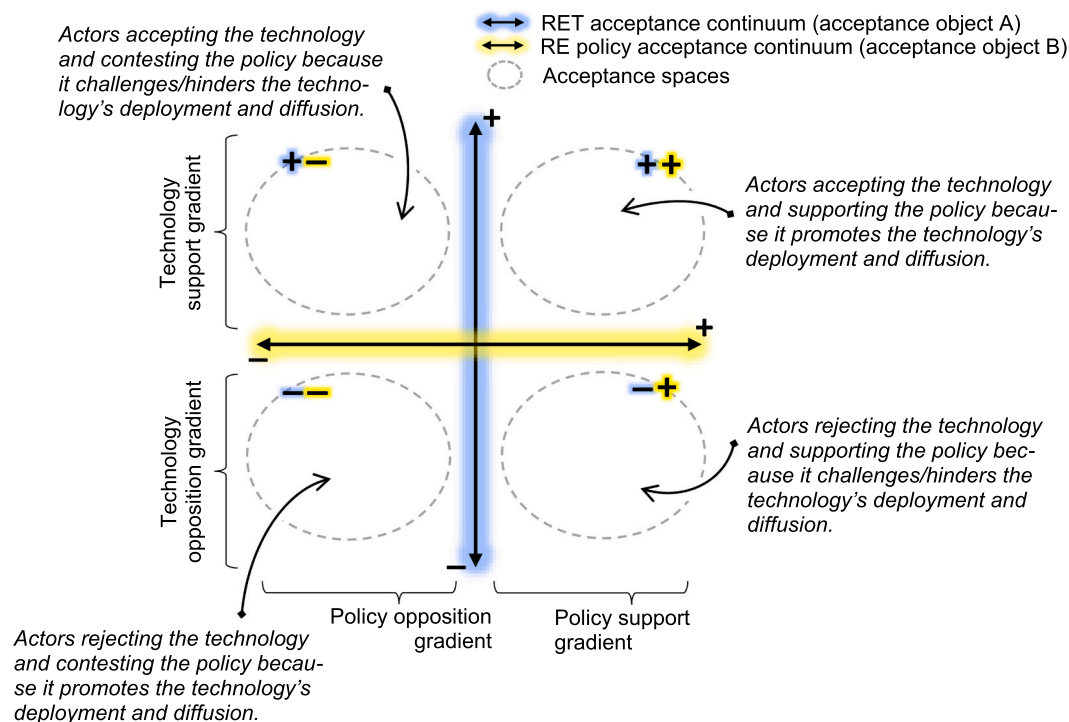 RET acceptance continuum (acceptance object A)
RE policy acceptance continuum (acceptance object B)
Acceptance spaces
Actors accepting the technology
and contesting the policy because
it challenges/hinders the techno-
logy's deployment and diffusion.
+
+ −
+ +
Actors accepting the technology
and supporting the policy becau-
se it promotes the technology's
deployment and diffusion.
Technology
support gradient
+
−
− −
− +
Technology
opposition gradient
Actors rejecting the technology
and supporting the policy bec-
ause it challenges/hinders the
technology's deployment and
diffusion.
−
Policy opposition
gradient
Policy support
gradient
Actors rejecting the technology
and contesting the policy becau-
se it promotes the technology's
deployment and diffusion.